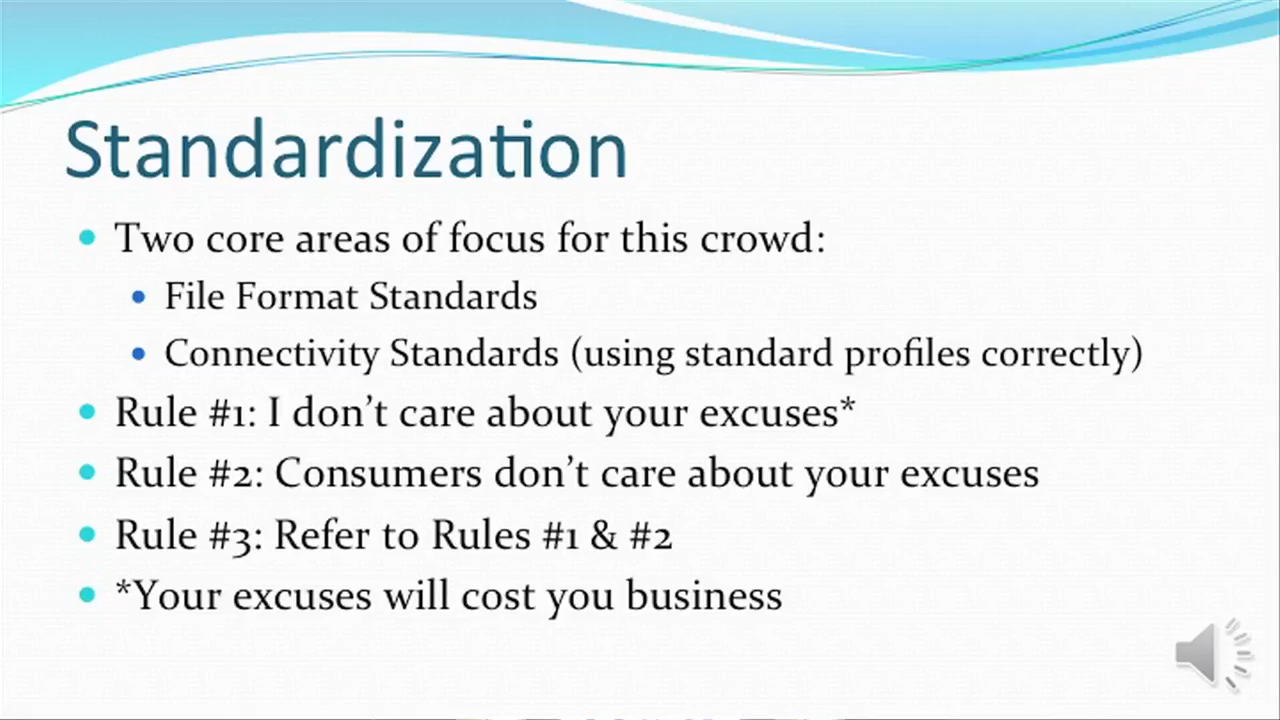 Standardization
Two core areas of focus for this crowd:
File Format Standards
Connectivity Standards (using standard profiles correctly)
Rule #1: I don’t care about your excuses*
Rule #2: Consumers don’t care about your excuses
Rule #3: Refer to Rules #1 & #2
*Your excuses will cost you business